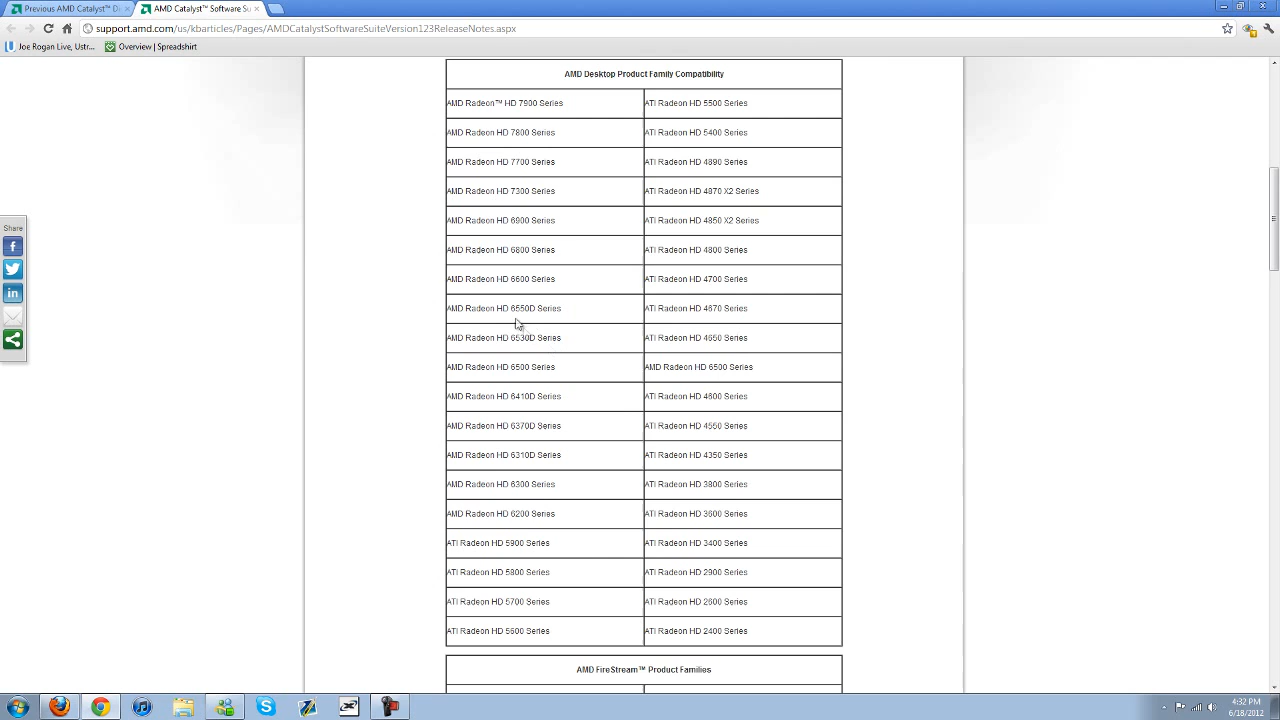 Previous AMD Catalyst™ Di
AMD Catalyst™ Software Su
support.amd.com/us/kbarticles/Pages/AMDCatalystSoftwareSuiteVersion123ReleaseNotes.aspx
Joe Rogan Live, Ustr...
Overview | Spreadshirt
Share
AMD Desktop Product Family Compatibility
AMD Radeon™ HD 7900 Series
ATI Radeon HD 5500 Series
AMD Radeon HD 7800 Series
ATI Radeon HD 5400 Series
AMD Radeon HD 7700 Series
ATI Radeon HD 4890 Series
AMD Radeon HD 7300 Series
ATI Radeon HD 4870 X2 Series
AMD Radeon HD 6900 Series
ATI Radeon HD 4850 X2 Series
AMD Radeon HD 6800 Series
ATI Radeon HD 4800 Series
AMD Radeon HD 6600 Series
ATI Radeon HD 4700 Series
AMD Radeon HD 6550D Series
ATI Radeon HD 4670 Series
AMD Radeon HD 6530D Series
ATI Radeon HD 4650 Series
AMD Radeon HD 6500 Series
AMD Radeon HD 6500 Series
AMD Radeon HD 6410D Series
ATI Radeon HD 4600 Series
AMD Radeon HD 6370D Series
ATI Radeon HD 4550 Series
AMD Radeon HD 6310D Series
ATI Radeon HD 4350 Series
AMD Radeon HD 6300 Series
ATI Radeon HD 3800 Series
AMD Radeon HD 6200 Series
ATI Radeon HD 3600 Series
ATI Radeon HD 5900 Series
ATI Radeon HD 3400 Series
ATI Radeon HD 5800 Series
ATI Radeon HD 2900 Series
ATI Radeon HD 5700 Series
ATI Radeon HD 2600 Series
ATI Radeon HD 5600 Series
ATI Radeon HD 2400 Series
AMD FireStream™ Product Families
4:32 PM
6/18/2012